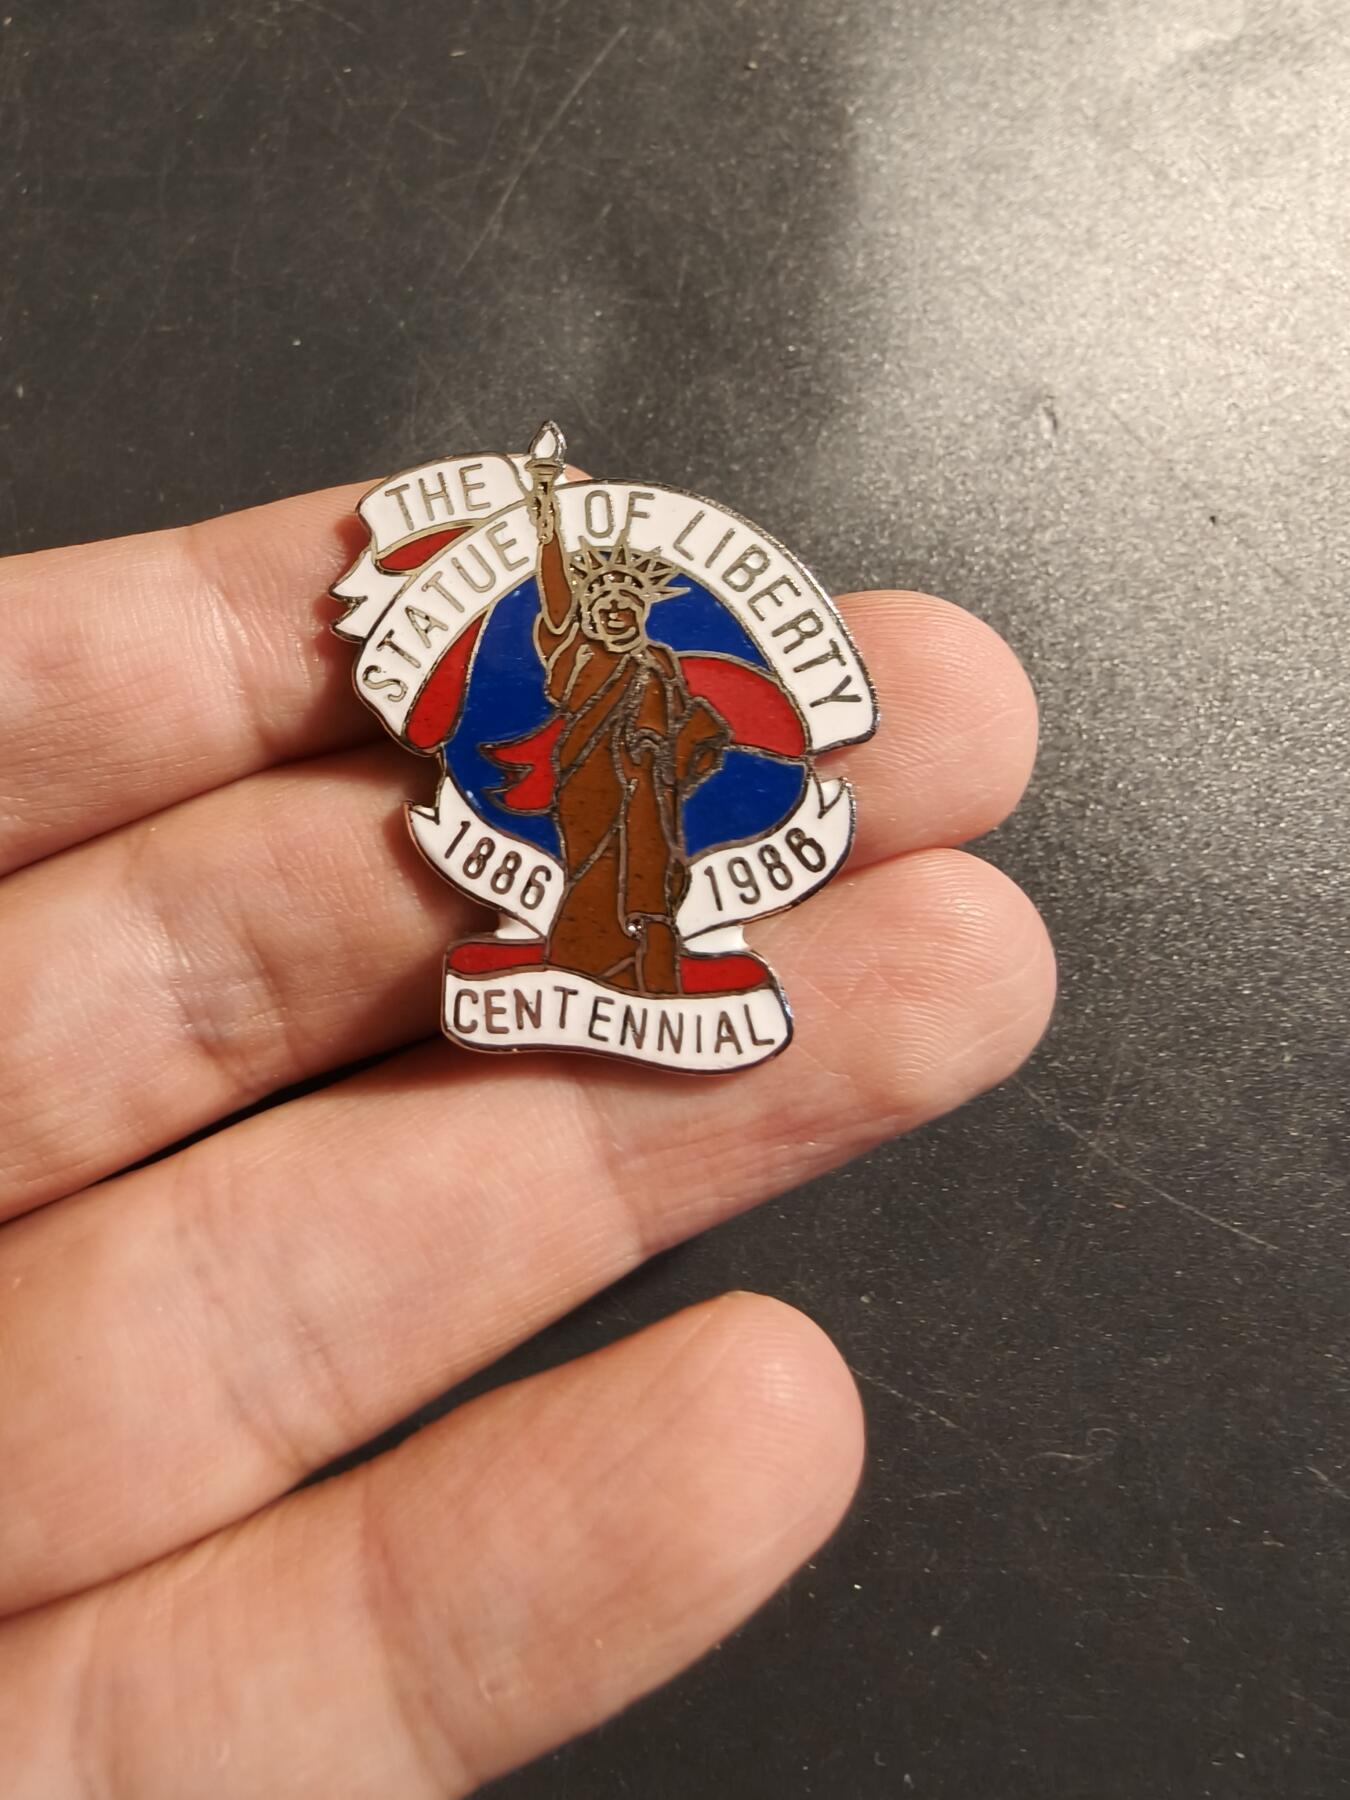 THE
STATUE OF LIBERTY
1886 1986
CENTENNIAL